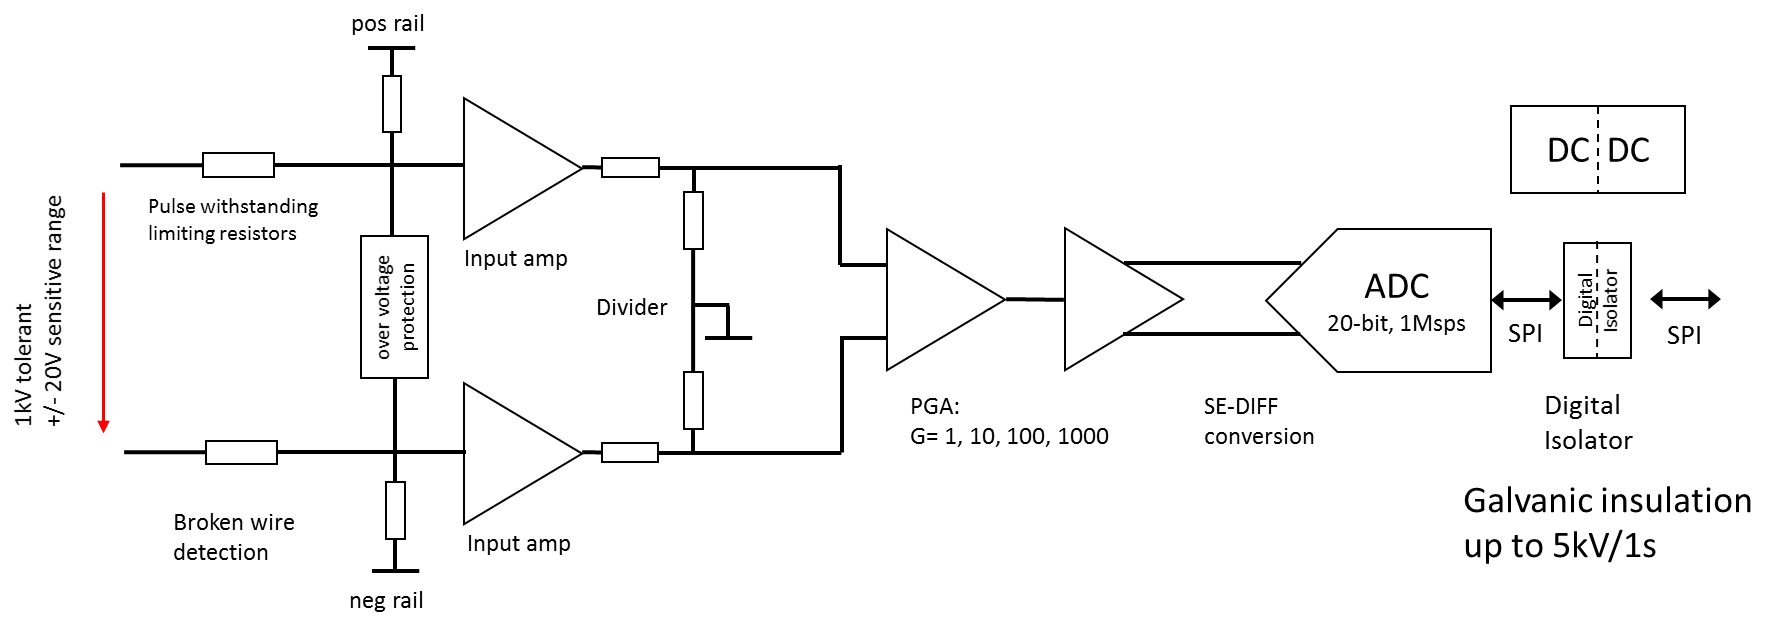 pos rail
Pulse withstanding
limiting resistors
1kV tolerant
+/- 20V sensitive range
over voltage
protection
Input amp
Divider
Broken wire
detection
neg rail
Input amp
PGA:
G= 1, 10, 100, 1000
SE-DIFF
conversion
ADC
20-bit, 1Msps
DC DC
SPI
Digital
Isolator
SPI
Digital
Isolator
Galvanic insulation
up to 5kV/1s